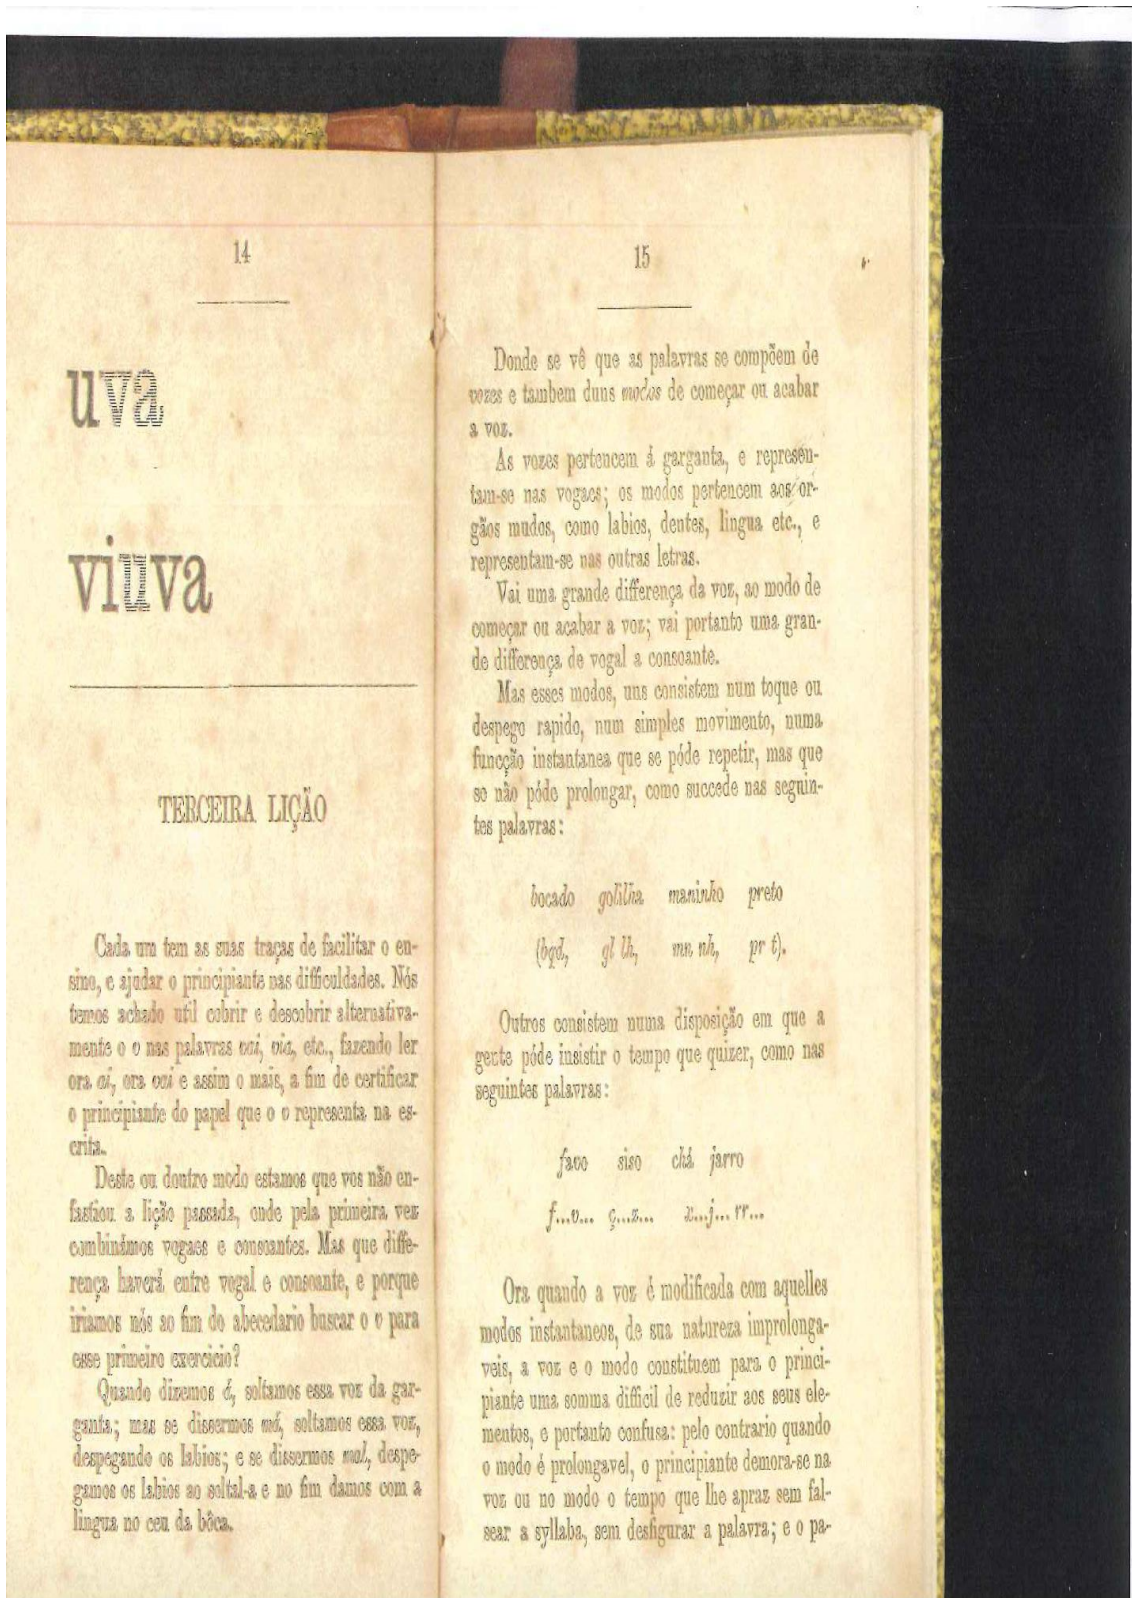 14
uva
viuva
TERCEIRA LIÇÃO
Cada um tem as suas traças de facilitar o en-
sino, e ajudar o principiante nas difficuldades. Nós
temos achado util cobrir e descobrir alternativa-
mente o v nas palavras vai, via, etc., fazendo ler
ora ai, ora vai e assim o mais, a fim de certificar
o principiante do papel que o v representa na es-
crita.
Deste ou doutro modo estamos que vos não en-
fastiou a lição passada, onde pela primeira vez
combinámos vogaes e consoantes. Mas que diffe-
rença haverá entre vogal e consoante, e porque
iriamos nós ao fim do abecedario buscar o v para
esse primeiro exercicio?
Quando dizemos á, soltamos essa voz da gar-
ganta; mas se dissermos má, soltamos essa voz,
despegando os labios; e se dissermos mal, despe-
gamos os labios ao soltal-a e no fim damos com a
lingua no ceu da bôca.
15
Donde se vê que as palavras se compõem de
vozes e tambem duns modos de começar ou acabar
a voz.
As vozes pertencem á garganta, e represen-
tam-se nas vogaes; os modos pertencem aos or-
gãos mudos, como labios, dentes, lingua etc., e
representam-se nas outras letras.
Vai uma grande differença da voz, ao modo de
começar ou acabar a voz; vai portanto uma gran-
de differença de vogal a consoante.
Mas esses modos, uns consistem num toque ou
despego rapido, num simples movimento, numa
funcção instantanea que se póde repetir, mas que
se não póde prolongar, como succede nas seguin-
tes palavras:
bocado golilha maninho preto
(bqd, gl lh, mn nh, pr t).
Outros consistem numa disposição em que a
gente póde insistir o tempo que quizer, como nas
seguintes palavras:
favo siso chá jarro
f...v... ç...z... x...j... rr...
Ora quando a voz é modificada com aquelles
modos instantaneos, de sua natureza improlonga-
veis, a voz e o modo constituem para o princi-
piante uma somma difficil de reduzir aos seus ele-
mentos, e portanto confusa: pelo contrario quando
o modo é prolongavel, o principiante demora-se na
voz ou no modo o tempo que lhe apraz sem fal-
sear a syllaba, sem desfigurar a palavra; e o pa-